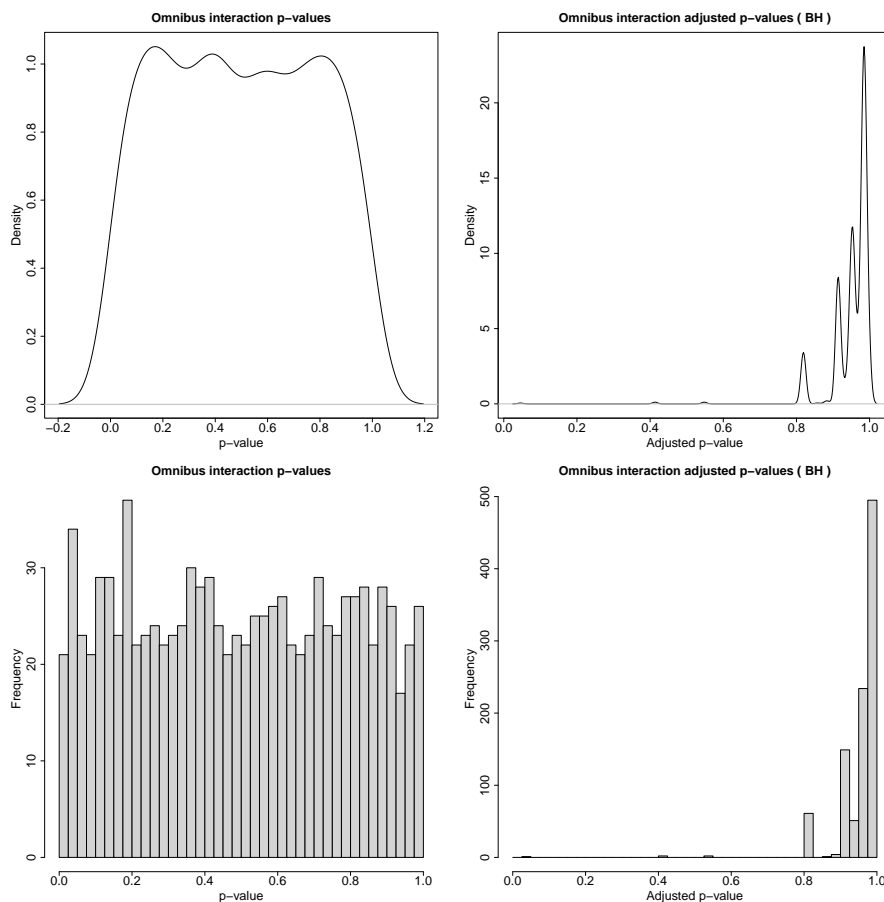 Omnibus interaction p−values
Density
0.0 0.2 0.4 0.6 0.8 1.0
−0.2 0.0 0.2 0.4 0.6 0.8 1.0 1.2
p−value
Omnibus interaction adjusted p−values ( BH )
Density
0 5 10 15 20
0.0 0.2 0.4 0.6 0.8 1.0
Adjusted p−value
Omnibus interaction p−values
Frequency
0 10 20 30
0.0 0.2 0.4 0.6 0.8 1.0
p−value
Omnibus interaction adjusted p−values ( BH )
Frequency
0 100 200 300 400 500
0.0 0.2 0.4 0.6 0.8 1.0
Adjusted p−value